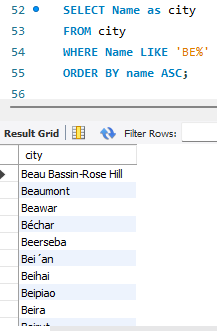 52 SELECT Name as city
53 FROM city
54 WHERE Name LIKE 'BE%'
55 ORDER BY name ASC;
56
Result Grid Filter Rows:
city
Beau Bassin-Rose Hill
Beaumont
Beawar
Béchar
Beerseba
Bei´an
Beihai
Beipiao
Beira
Beirut